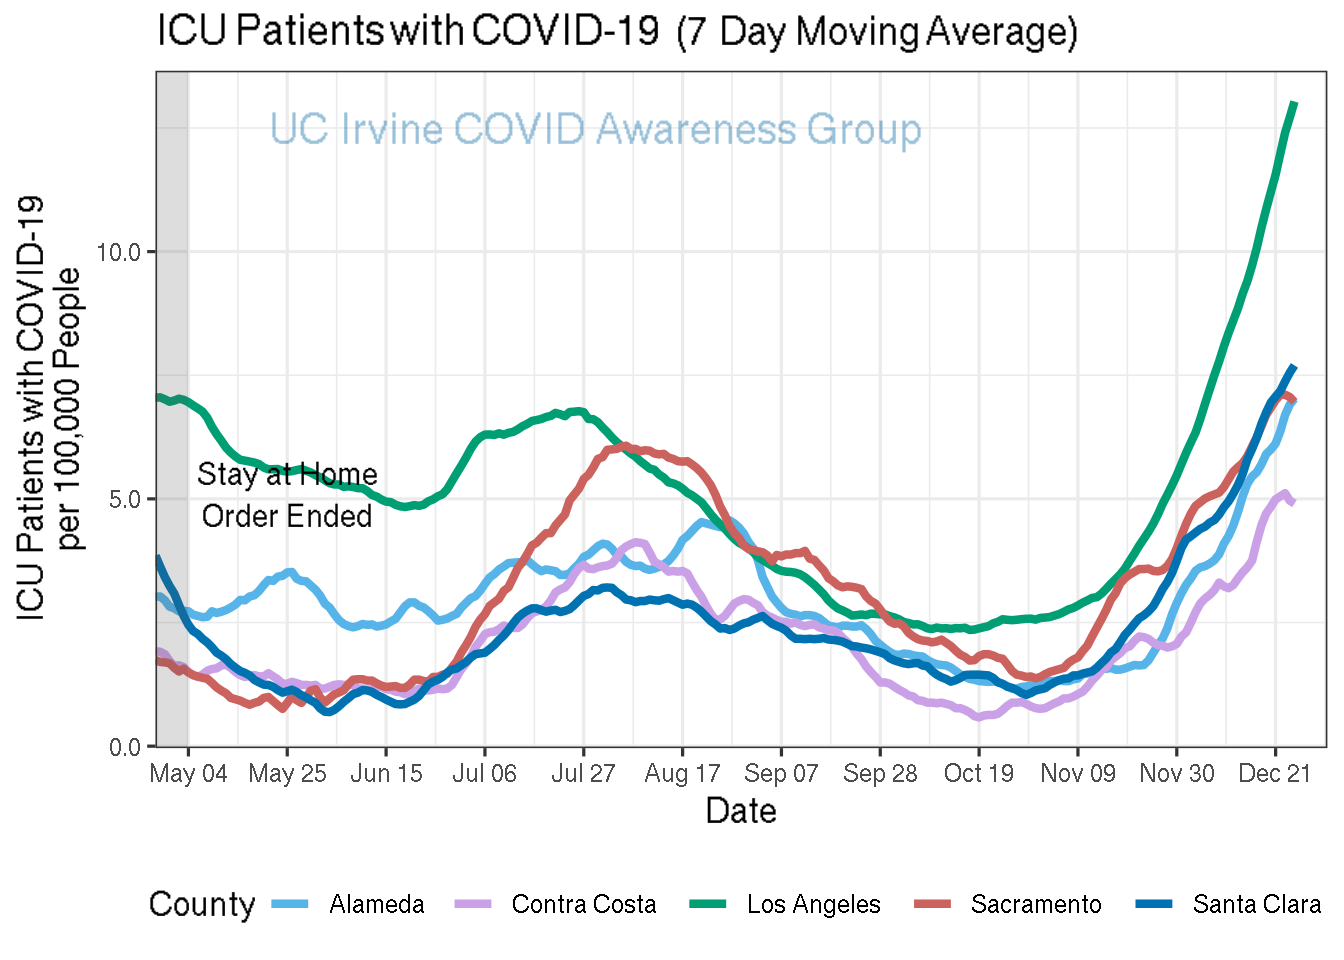 ICU Patients with COVID-19 (7 Day Moving Average)
UC Irvine COVID Awareness Group
ICU Patients with COVID-19
per 100,000 People
10.0
5.0
0.0
Stay at Home
Order Ended
May 04 May 25 Jun 15 Jul 06 Jul 27 Aug 17 Sep 07 Sep 28 Oct 19 Nov 09 Nov 30 Dec 21
Date
County Alameda Contra Costa Los Angeles Sacramento Santa Clara